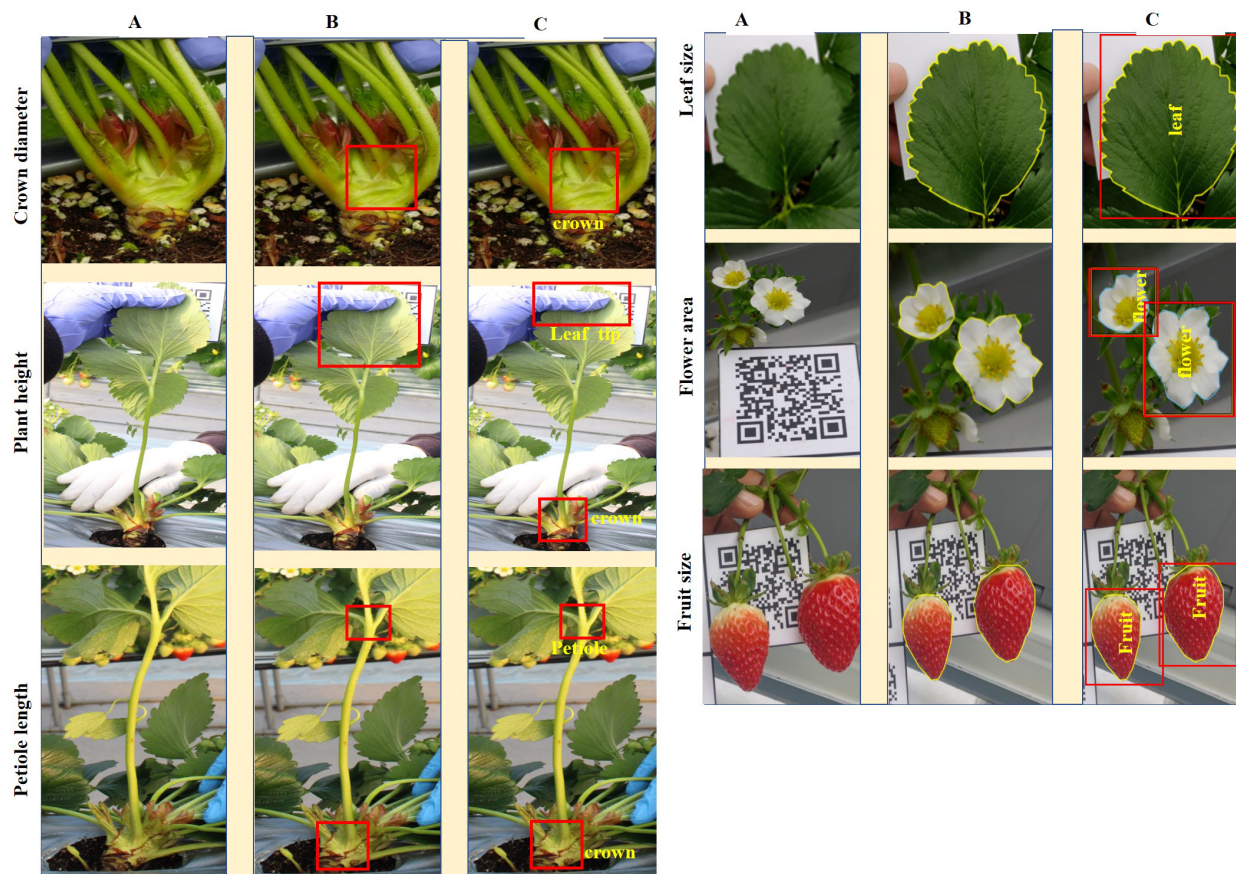 A B C
Crown diameter
crown
Plant height
Leaf tip
crown
Petiole length
Petiole
crown
A B C
Leaf size
leaf
Flower area
flower
flower
Fruit size
Fruit
Fruit